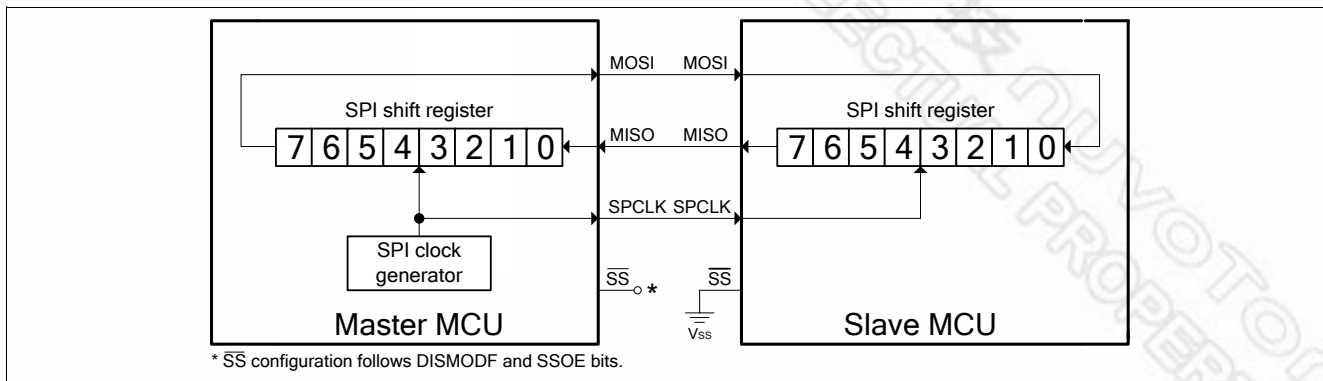 MOSI MOSI
SPI shift register SPI shift register
7 6 5 4 3 2 1 0 MISO MISO 7 6 5 4 3 2 1 0
SPCLK SPCLK
SPI clock
generator
SS * SS
Vss
Master MCU Slave MCU
* SS configuration follows DISMODF and SSOE bits.
nuvoton